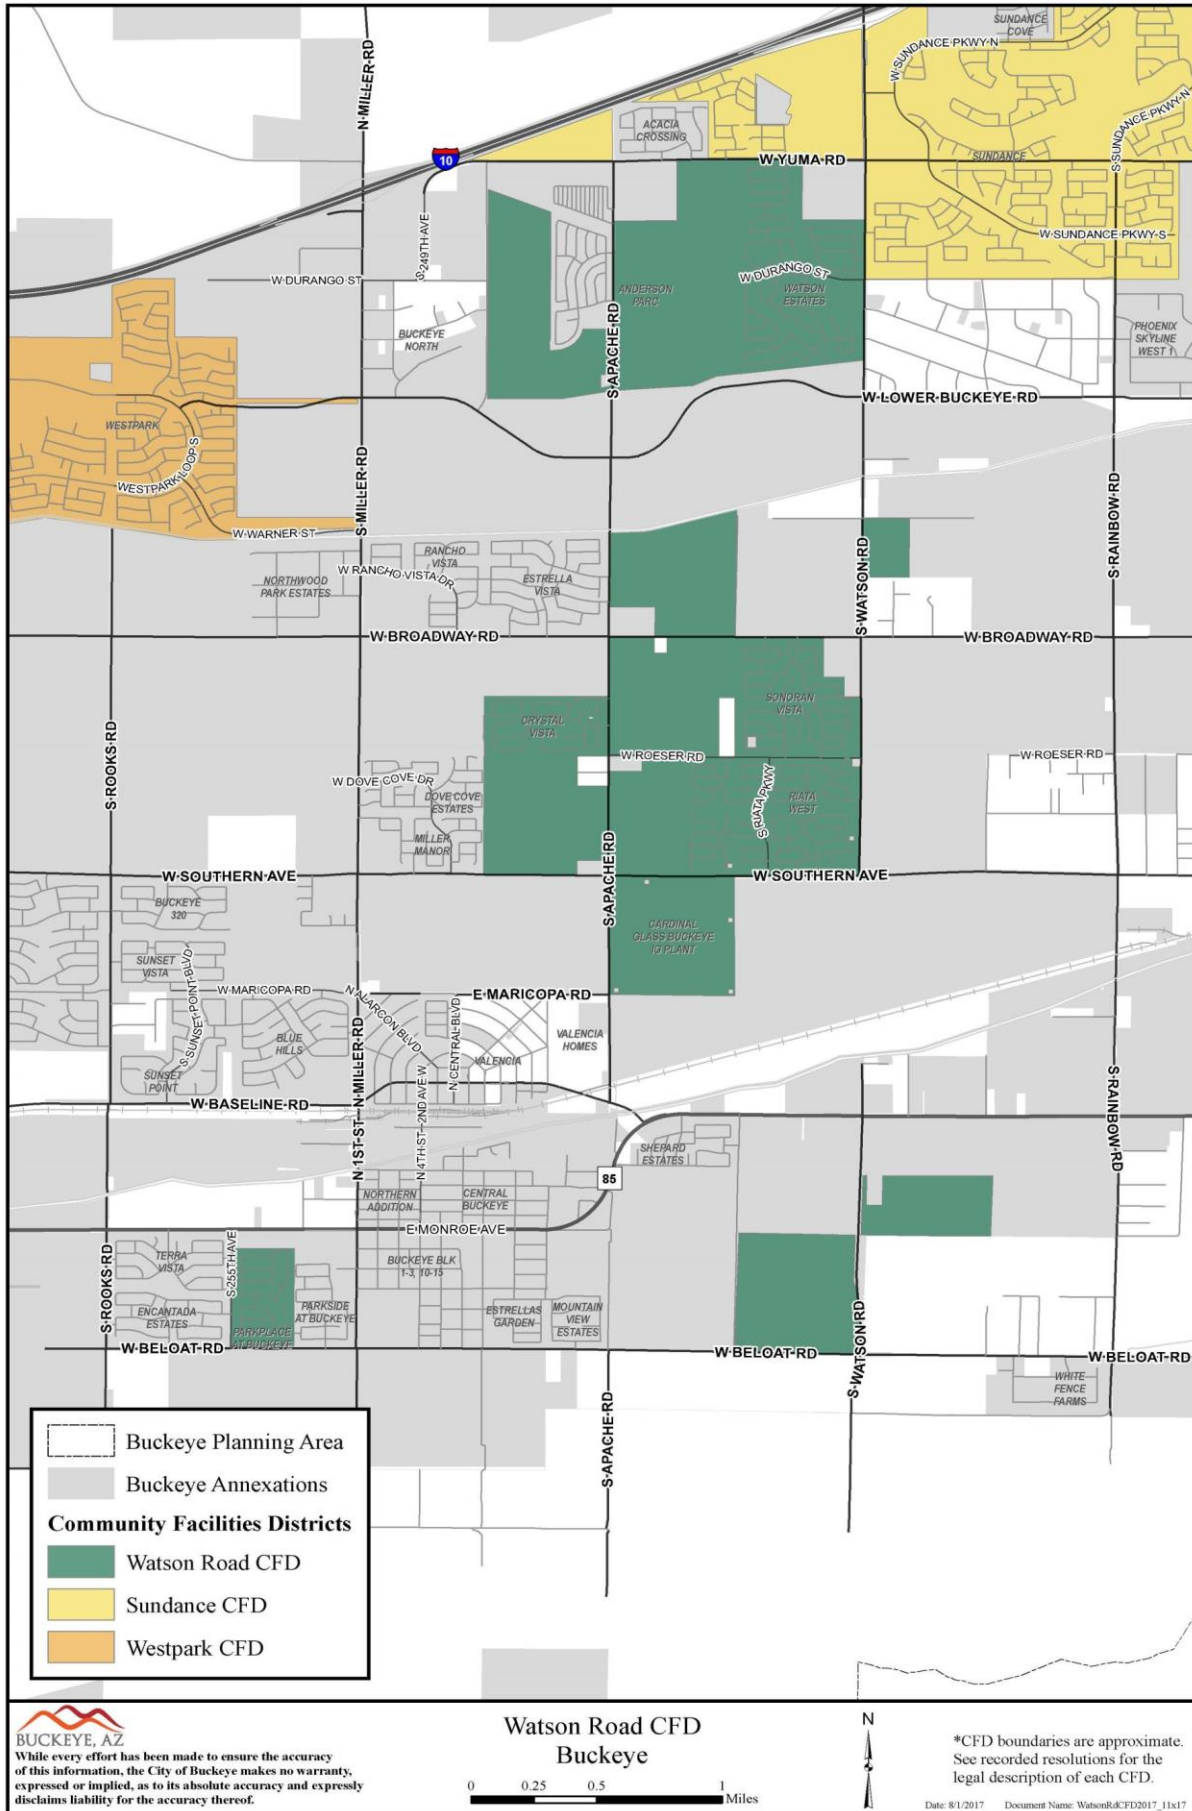 SUNDANCE
COVE
W SUNDANCE PKWY N
N MILLER RD
S SUNDANCE PKWY N
ACACIA
CROSSING
10
W YUMA RD
SUNDANCE
S 249TH AVE
W SUNDANCE PKWY S
W DURANGO ST
W DURANGO ST
ANDERSON
PARC
WATSON
ESTATES
BUCKEYE
NORTH
S APACHE RD
PHOENIX
SKYLINE
WEST 1
W LOWER BUCKEYE RD
WESTPARK
WESTPARK LOOP S
S MILLER RD
W WARNER ST
S WATSON RD
S RAINBOW RD
RANCHO
VISTA
W RANCHO VISTA DR
NORTHWOOD
PARK ESTATES
ESTRELLA
VISTA
W BROADWAY RD
W BROADWAY RD
SONORAN
VISTA
CRYSTAL
VISTA
S ROOKS RD
W ROESER RD
W ROESER RD
W DOVE COVE DR
DOVE COVE
ESTATES
S RIATA PKWY
RIATA
WEST
MILLER
MANOR
S APACHE RD
W SOUTHERN AVE
W SOUTHERN AVE
BUCKEYE
320
CARDINAL
GLASS BUCKEYE
IG PLANT
SUNSET
VISTA
S SUNSET POINT BLVD
W MARICOPA RD
N ALARCON BLVD
E MARICOPA RD
N CENTRAL BLVD
N MILLER RD
BLUE
HILLS
VALENCIA
VALENCIA
HOMES
SUNSET
POINT
S RAINBOW RD
W BASELINE RD
2ND AVE W
N 1ST ST
N 4TH ST
SHEPARD
ESTATES
85
NORTHERN
ADDITION
CENTRAL
BUCKEYE
E MONROE AVE
S 255TH AVE
TERRA
VISTA
BUCKEYE BLK
1-3, 10-15
S ROOKS RD
ENCANTADA
ESTATES
PARKSIDE
AT BUCKEYE
PARKPLACE
AT BUCKEYE
ESTRELLAS
GARDEN
MOUNTAIN
VIEW
ESTATES
S WATSON RD
W BELOAT RD
W BELOAT RD
W BELOAT RD
WHITE
FENCE
FARMS
S APACHE RD
Buckeye Planning Area
Buckeye Annexations
Community Facilities Districts
Watson Road CFD
Sundance CFD
Westpark CFD
BUCKEYE, AZ
While every effort has been made to ensure the accuracy
of this information, the City of Buckeye makes no warranty,
expressed or implied, as to its absolute accuracy and expressly
disclaims liability for the accuracy thereof.
Watson Road CFD
Buckeye
0 0.25 0.5 1
Miles
N
*CFD boundaries are approximate.
See recorded resolutions for the
legal description of each CFD.
Date: 8/1/2017 Document Name: WatsonRdCFD2017_11x17